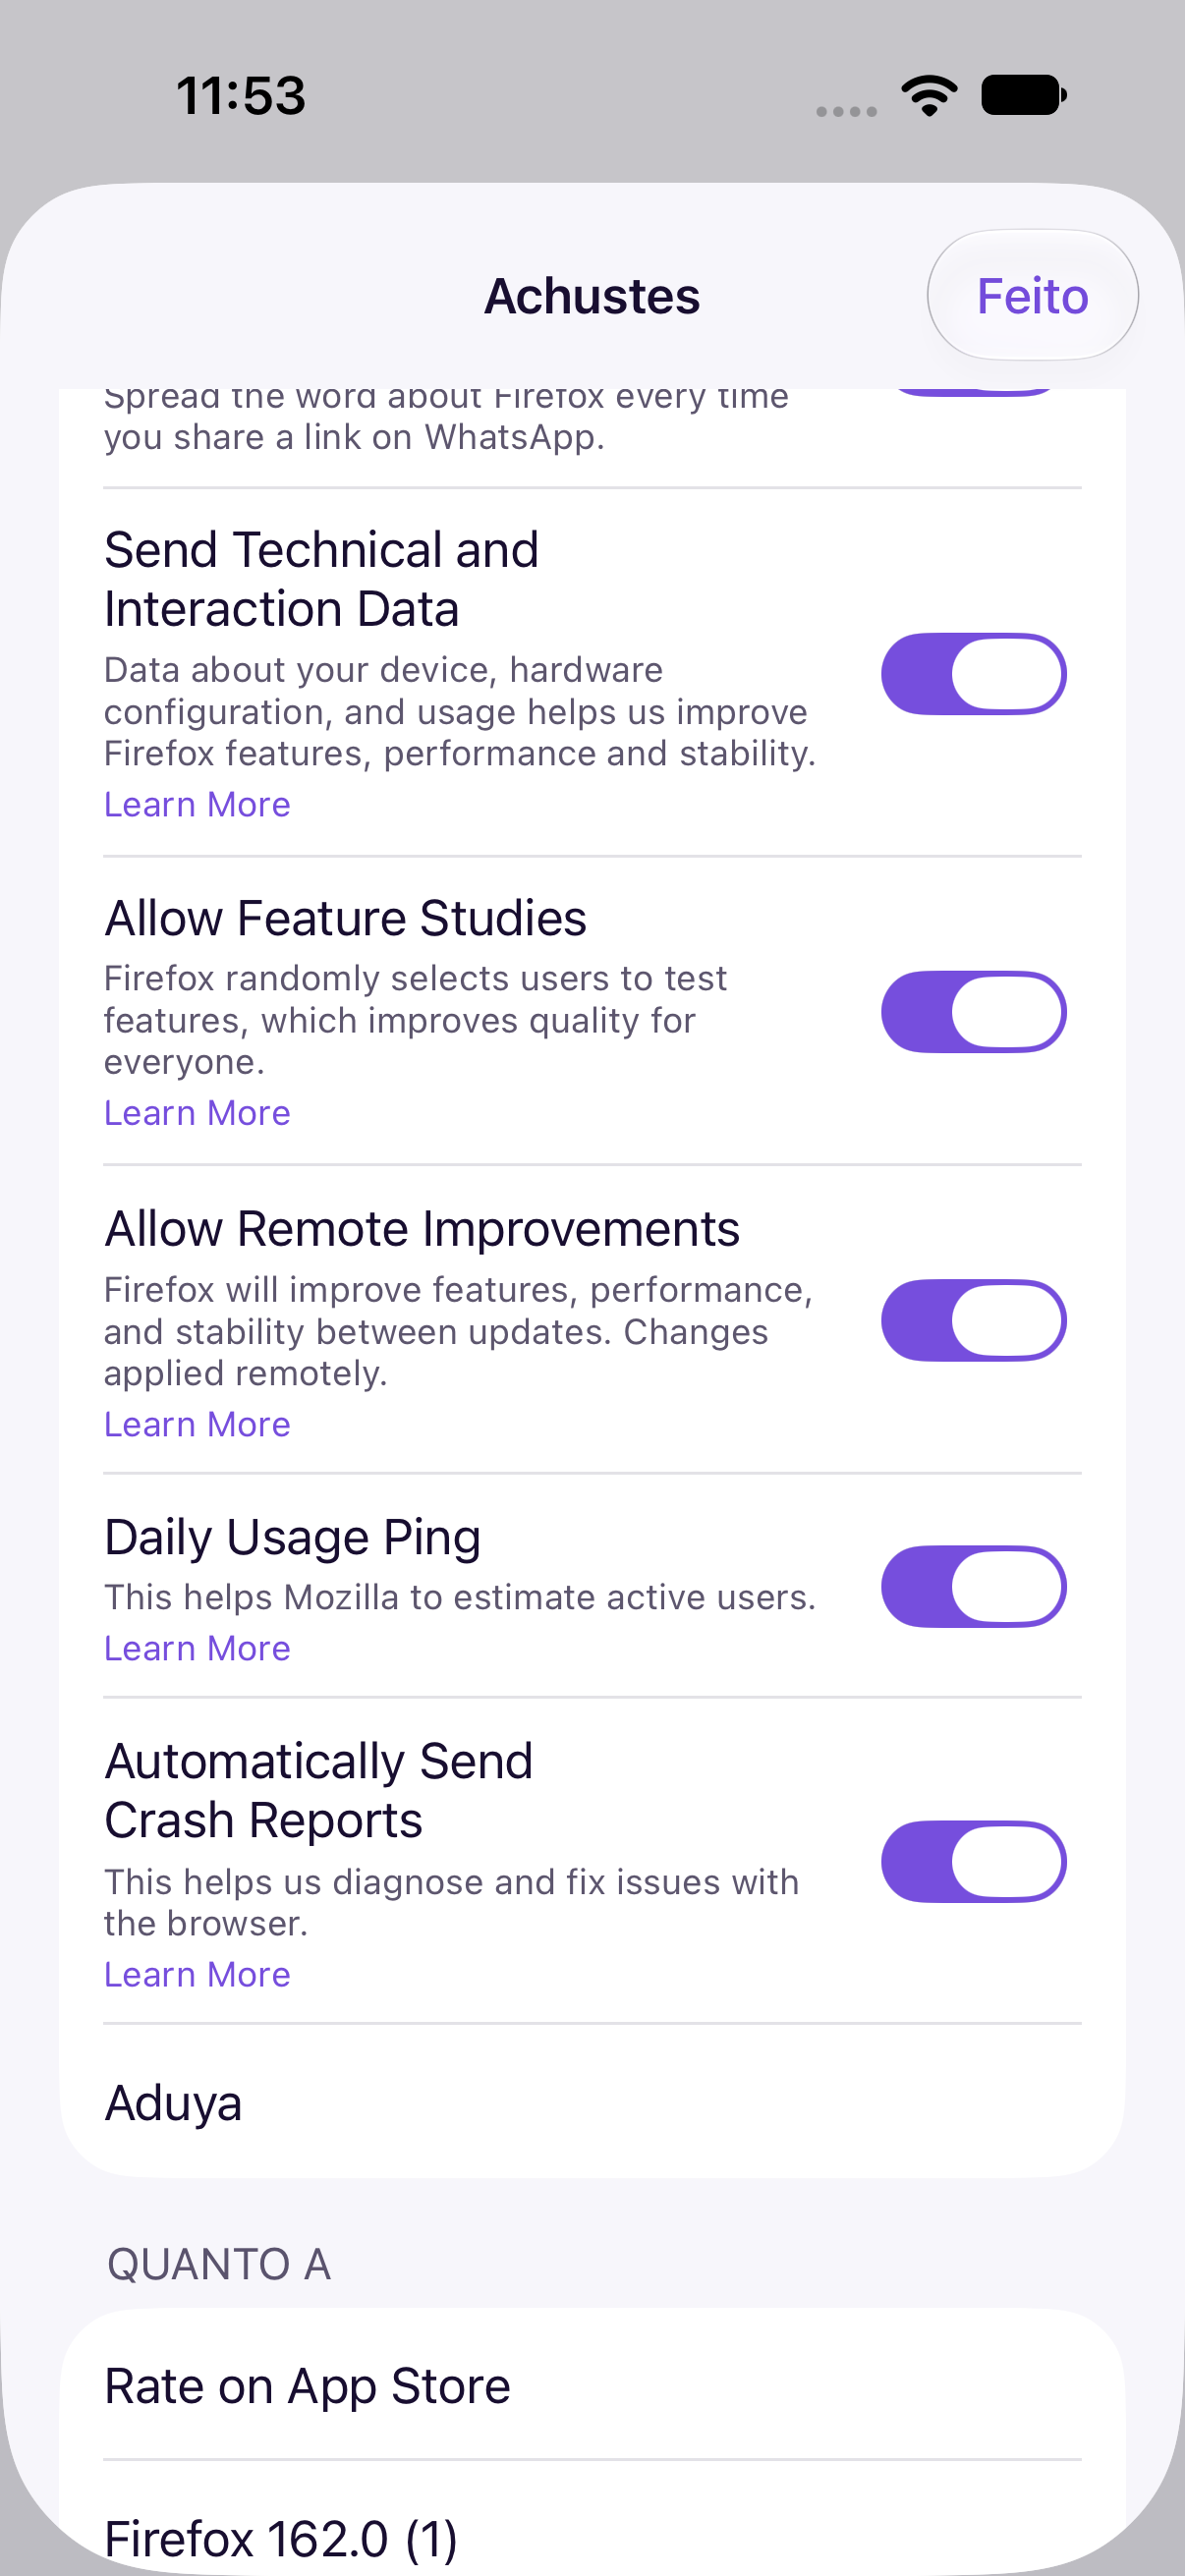 11:53
Achustes
Feito
Spread the word about Firefox every time
you share a link on WhatsApp.
Send Technical and
Interaction Data
Data about your device, hardware
configuration, and usage helps us improve
Firefox features, performance and stability.
Learn More
Allow Feature Studies
Firefox randomly selects users to test
features, which improves quality for
everyone.
Learn More
Allow Remote Improvements
Firefox will improve features, performance,
and stability between updates. Changes
applied remotely.
Learn More
Daily Usage Ping
This helps Mozilla to estimate active users.
Learn More
Automatically Send
Crash Reports
This helps us diagnose and fix issues with
the browser.
Learn More
Aduya
QUANTO A
Rate on App Store
Firefox 162.0 (1)